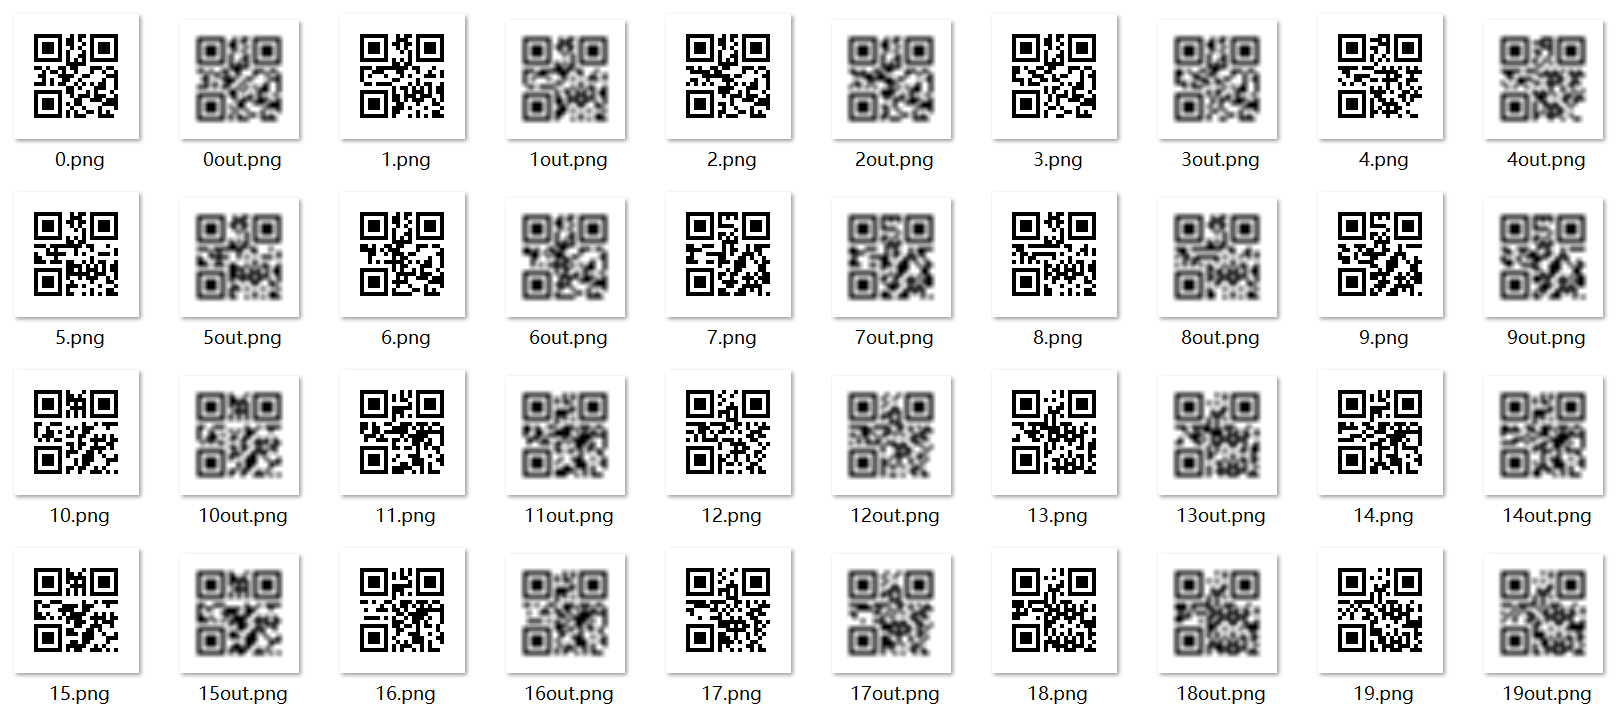 0.png 0out.png 1.png 1out.png 2.png 2out.png 3.png 3out.png 4.png 4out.png
5.png 5out.png 6.png 6out.png 7.png 7out.png 8.png 8out.png 9.png 9out.png
10.png 10out.png 11.png 11out.png 12.png 12out.png 13.png 13out.png 14.png 14out.png
15.png 15out.png 16.png 16out.png 17.png 17out.png 18.png 18out.png 19.png 19out.png